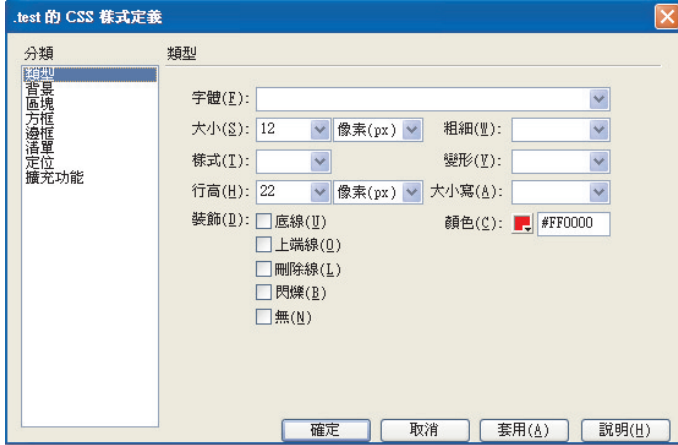 .test 的 CSS 樣式定義
分類
類型
類型
背景
區塊
方框
邊框
清單
定位
擴充功能
字體(F):
大小(S): 12 像素(px) 粗細(W):
樣式(T): 變形(V):
行高(H): 22 像素(px) 大小寫(A):
裝飾(D): 底線(U) 顏色(C): #FF0000
上端線(O)
刪除線(L)
閃爍(B)
無(N)
確定 取消 套用(A) 說明(H)